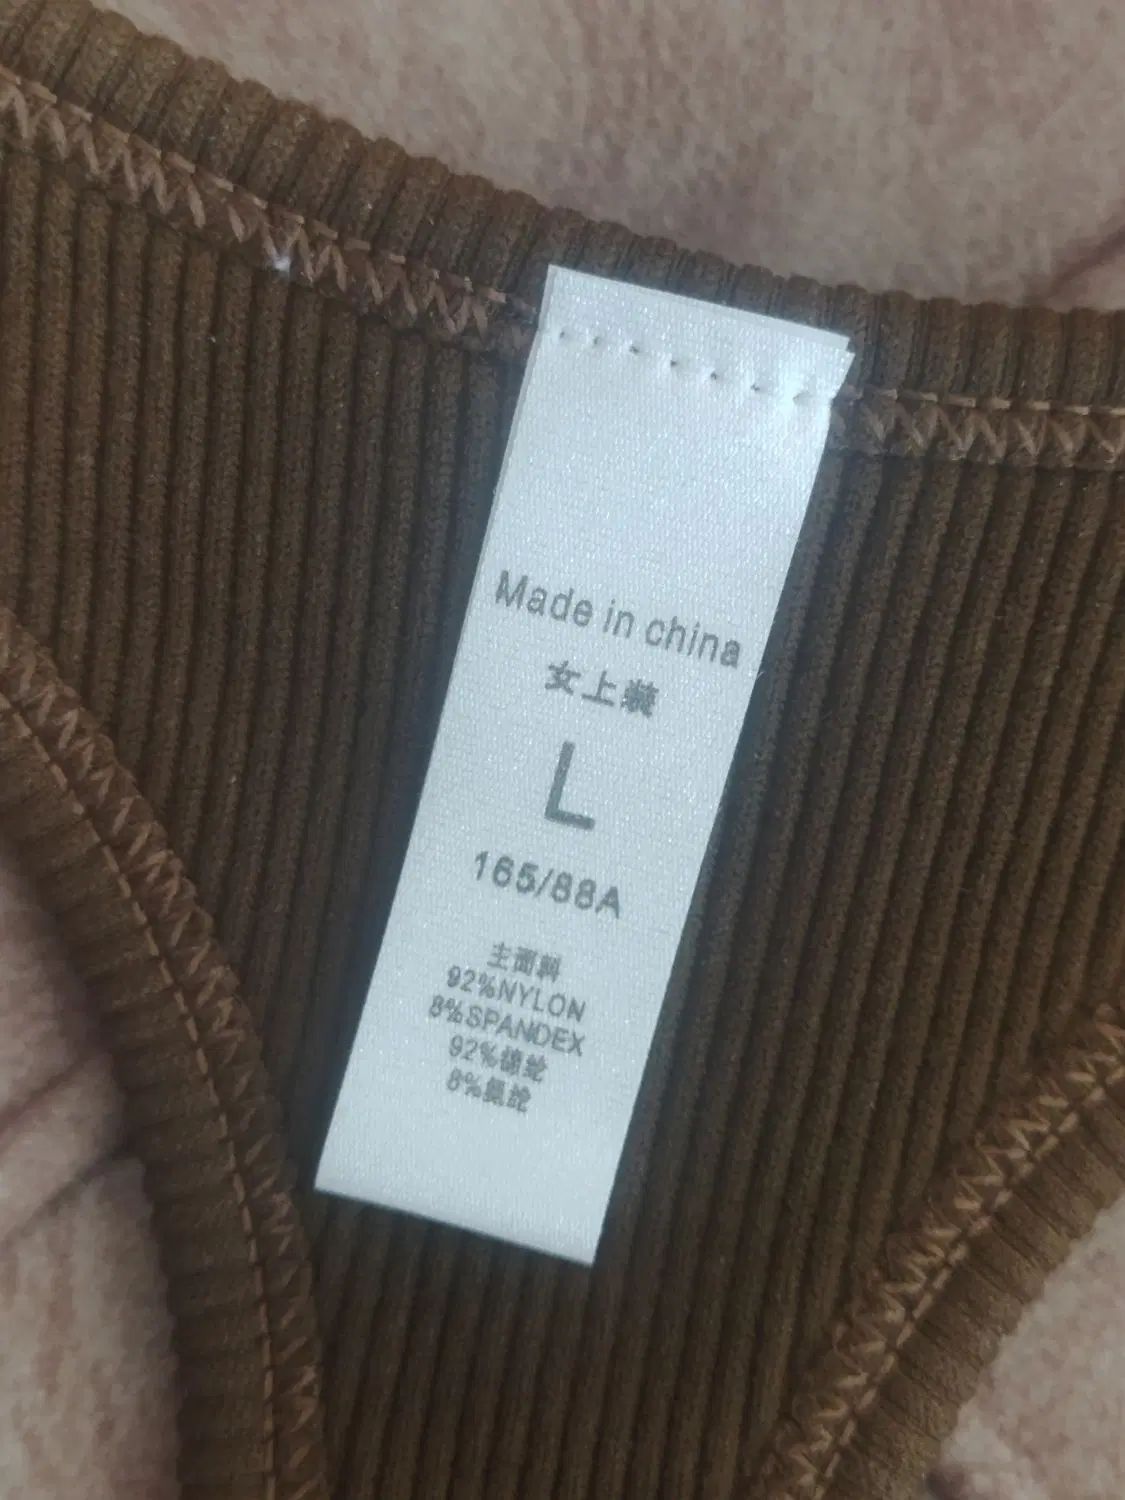 Made in china
女上装
L
165/88A
主面料
92%NYLON
8%SPANDEX
92%锦纶
8%氨纶